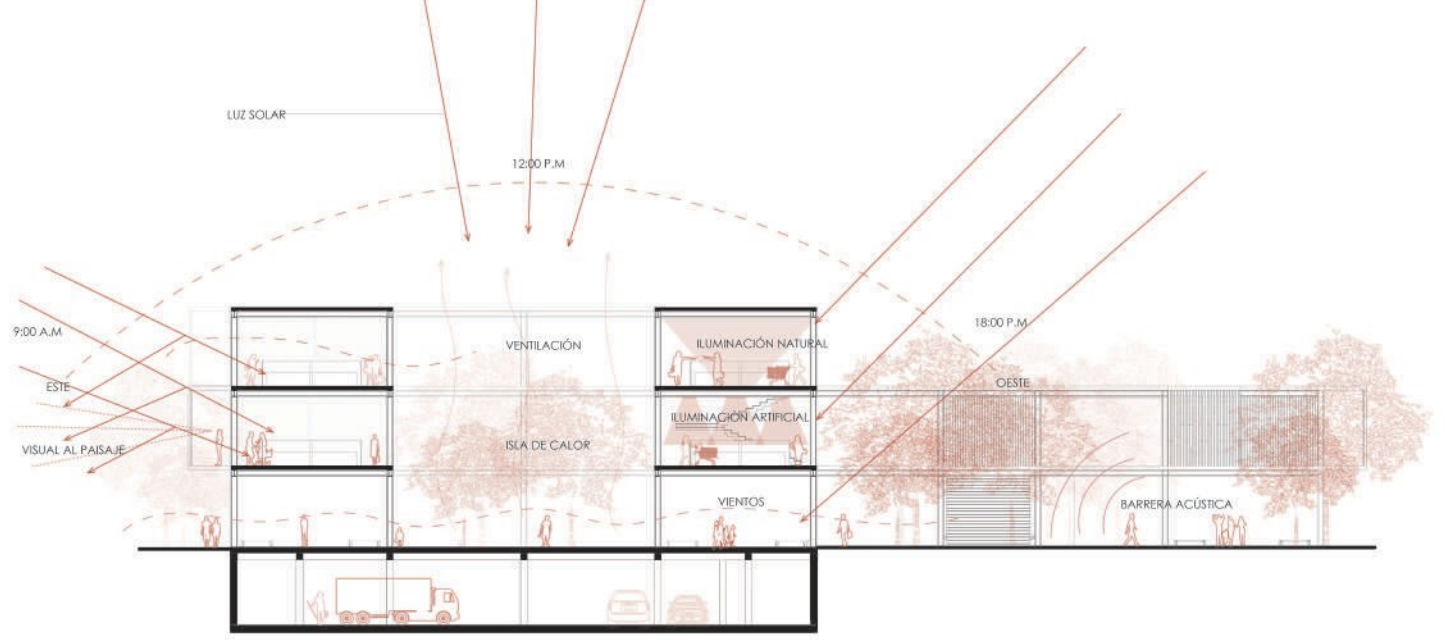 LUZ SOLAR
12:00 P.M
9:00 A.M
18:00 P.M
VENTILACIÓN
ILUMINACIÓN NATURAL
ESTE
OESTE
ILUMINACIÓN ARTIFICIAL
VISUAL AL PAISAJE
ISLA DE CALOR
VIENTOS
BARRERA ACÚSTICA